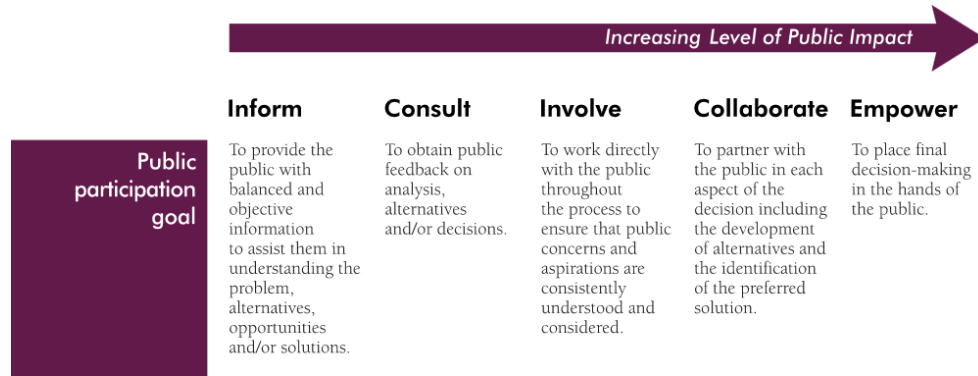 Increasing Level of Public Impact
Inform
Consult
Involve
Collaborate
Empower
Public
participation
goal
To provide the
public with
balanced and
objective
information
to assist them in
understanding the
problem,
alternatives,
opportunities
and/or solutions.
To obtain public
feedback on
analysis,
alternatives
and/or decisions.
To work directly
with the public
throughout
the process to
ensure that public
concerns and
aspirations are
consistently
understood and
considered.
To partner with
the public in each
aspect of the
decision including
the development
of alternatives and
the identification
of the preferred
solution.
To place final
decision-making
in the hands of
the public.